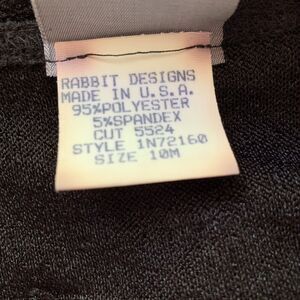 RABBIT DESIGNS
MADE IN U.S.A.
95%POLYESTER
5%SPANDEX
CUT 5524
STYLE 1N72160
SIZE 10M